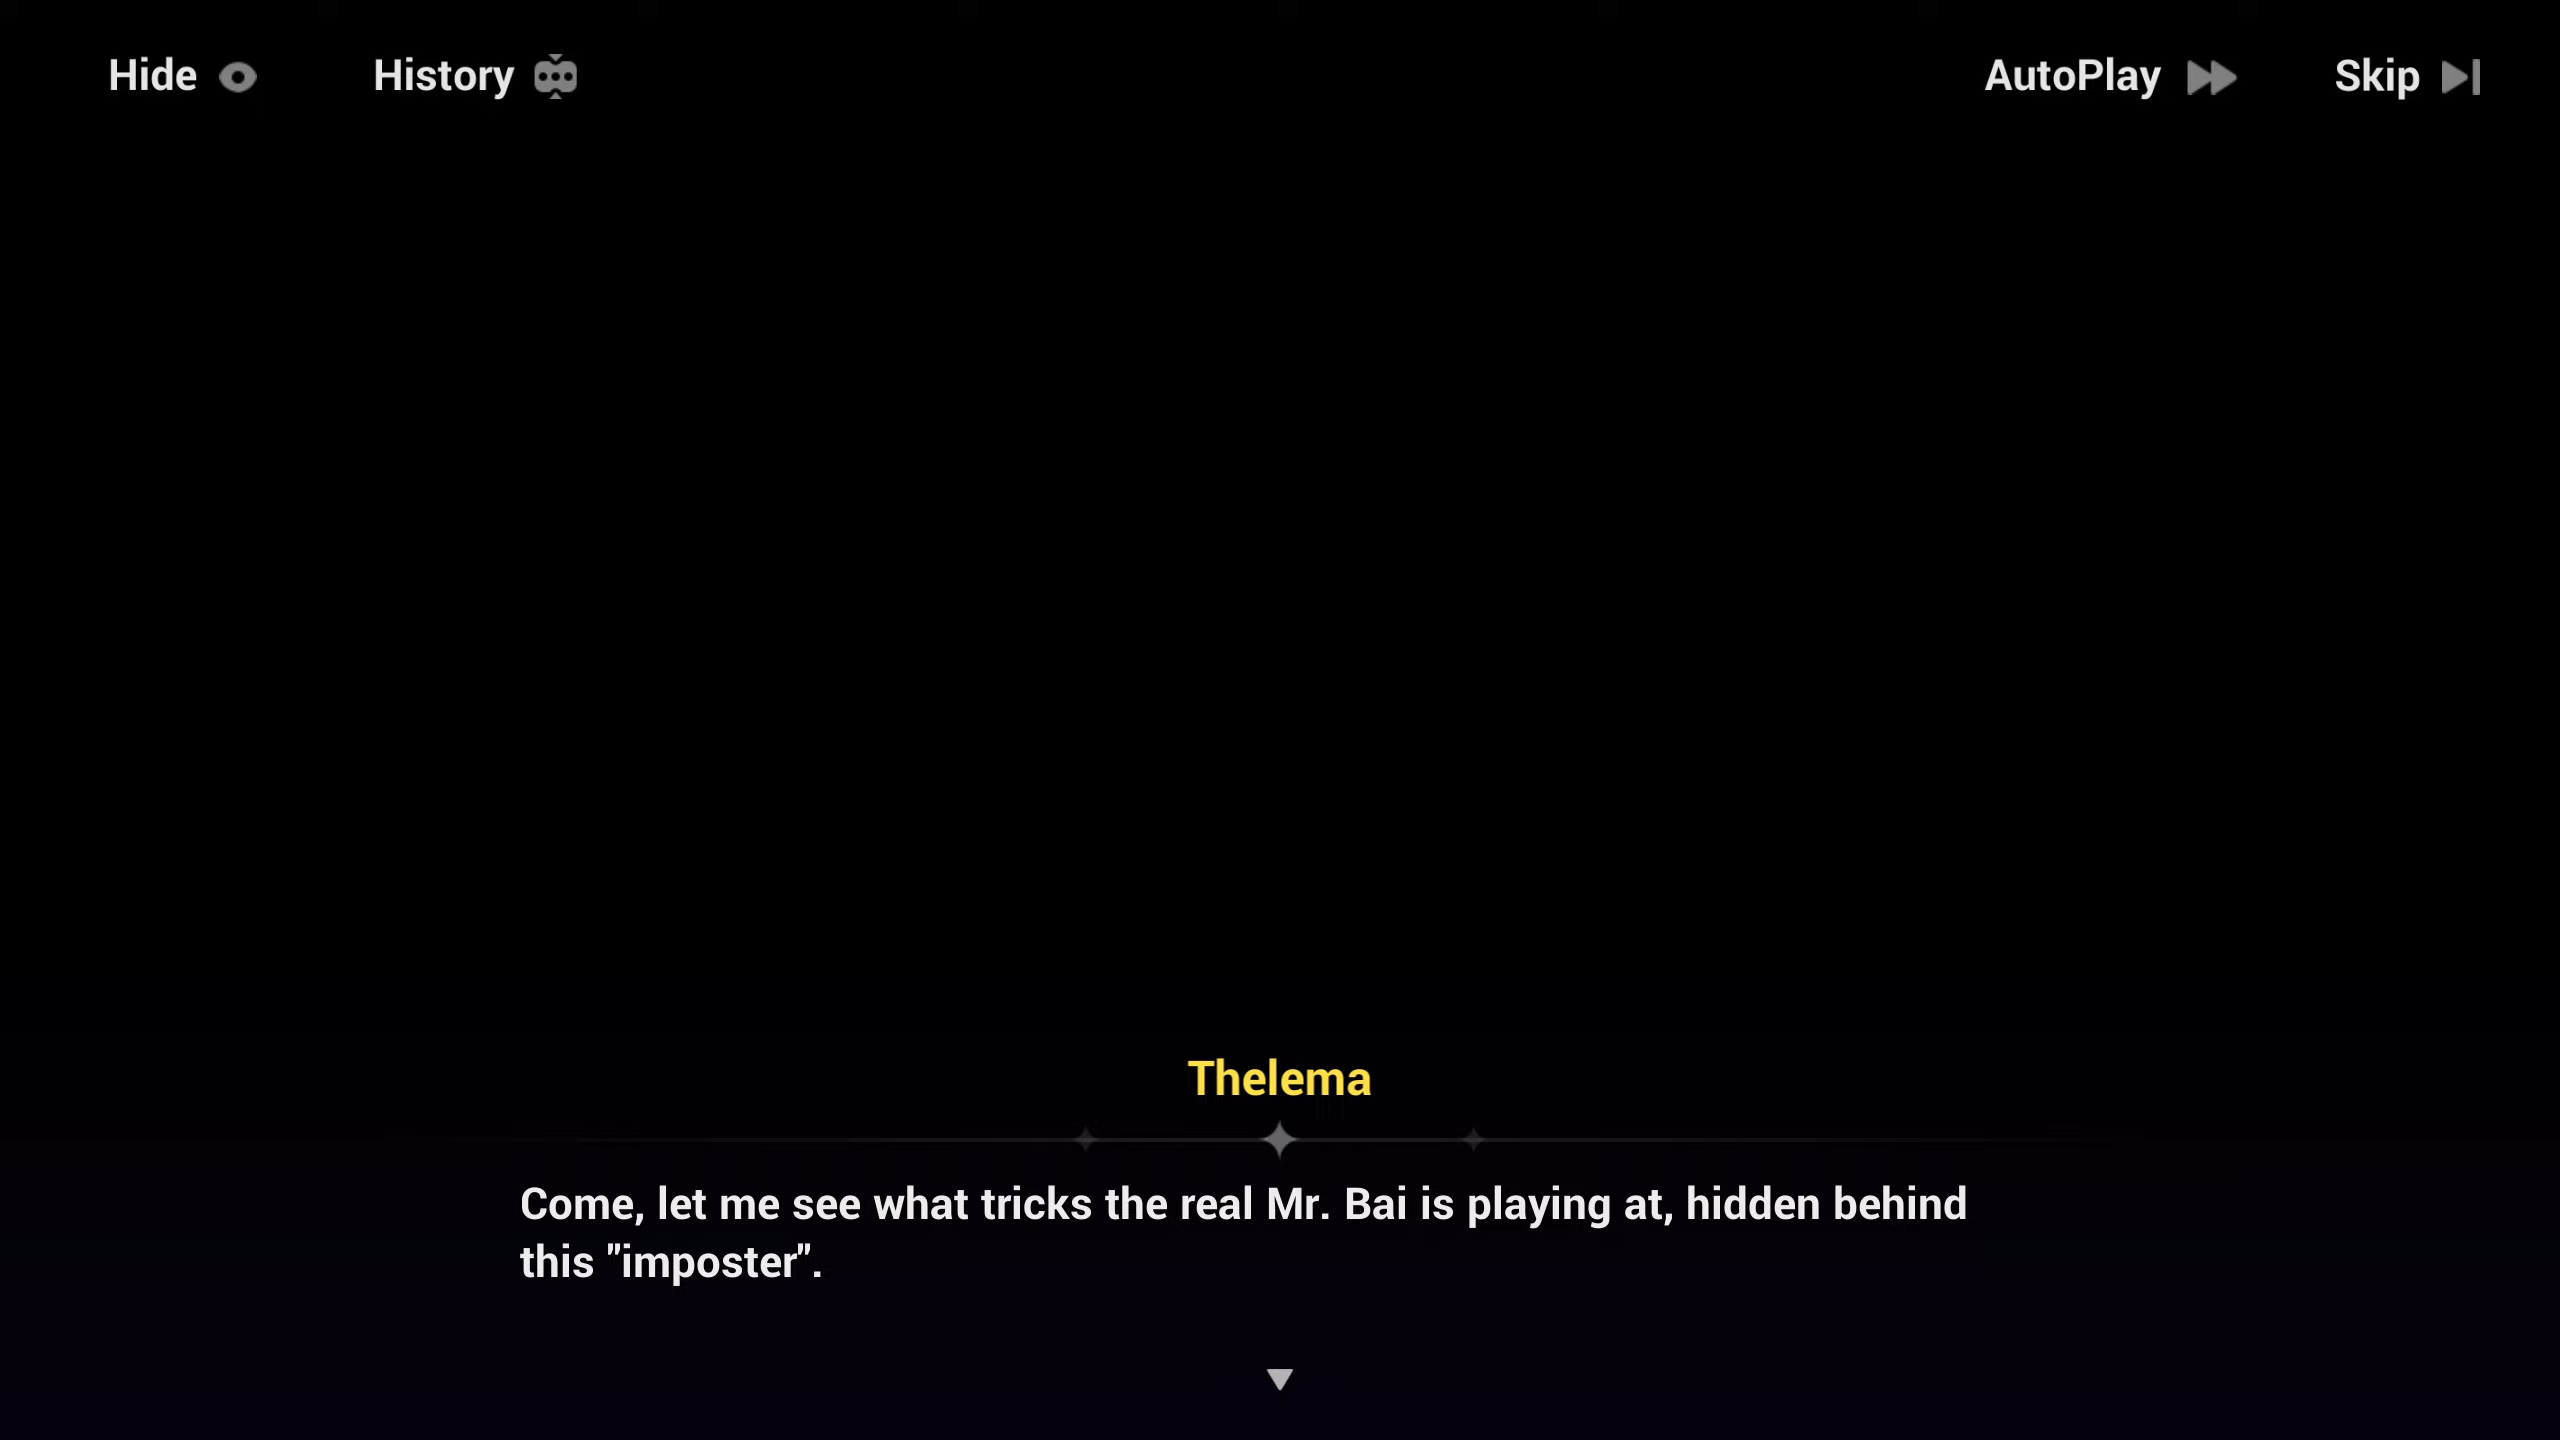 Hide
History
AutoPlay
Skip
Thelema
Come, let me see what tricks the real Mr. Bai is playing at, hidden behind
this "imposter".